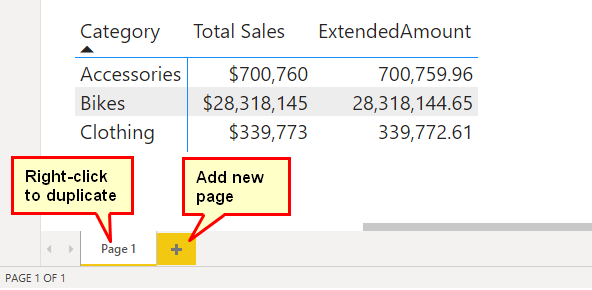 Category Total Sales ExtendedAmount
Accessories $700,760 700,759.96
Bikes $28,318,145 28,318,144.65
Clothing $339,773 339,772.61
Right-click
to duplicate
Add new
page
Page 1
PAGE 1 OF 1